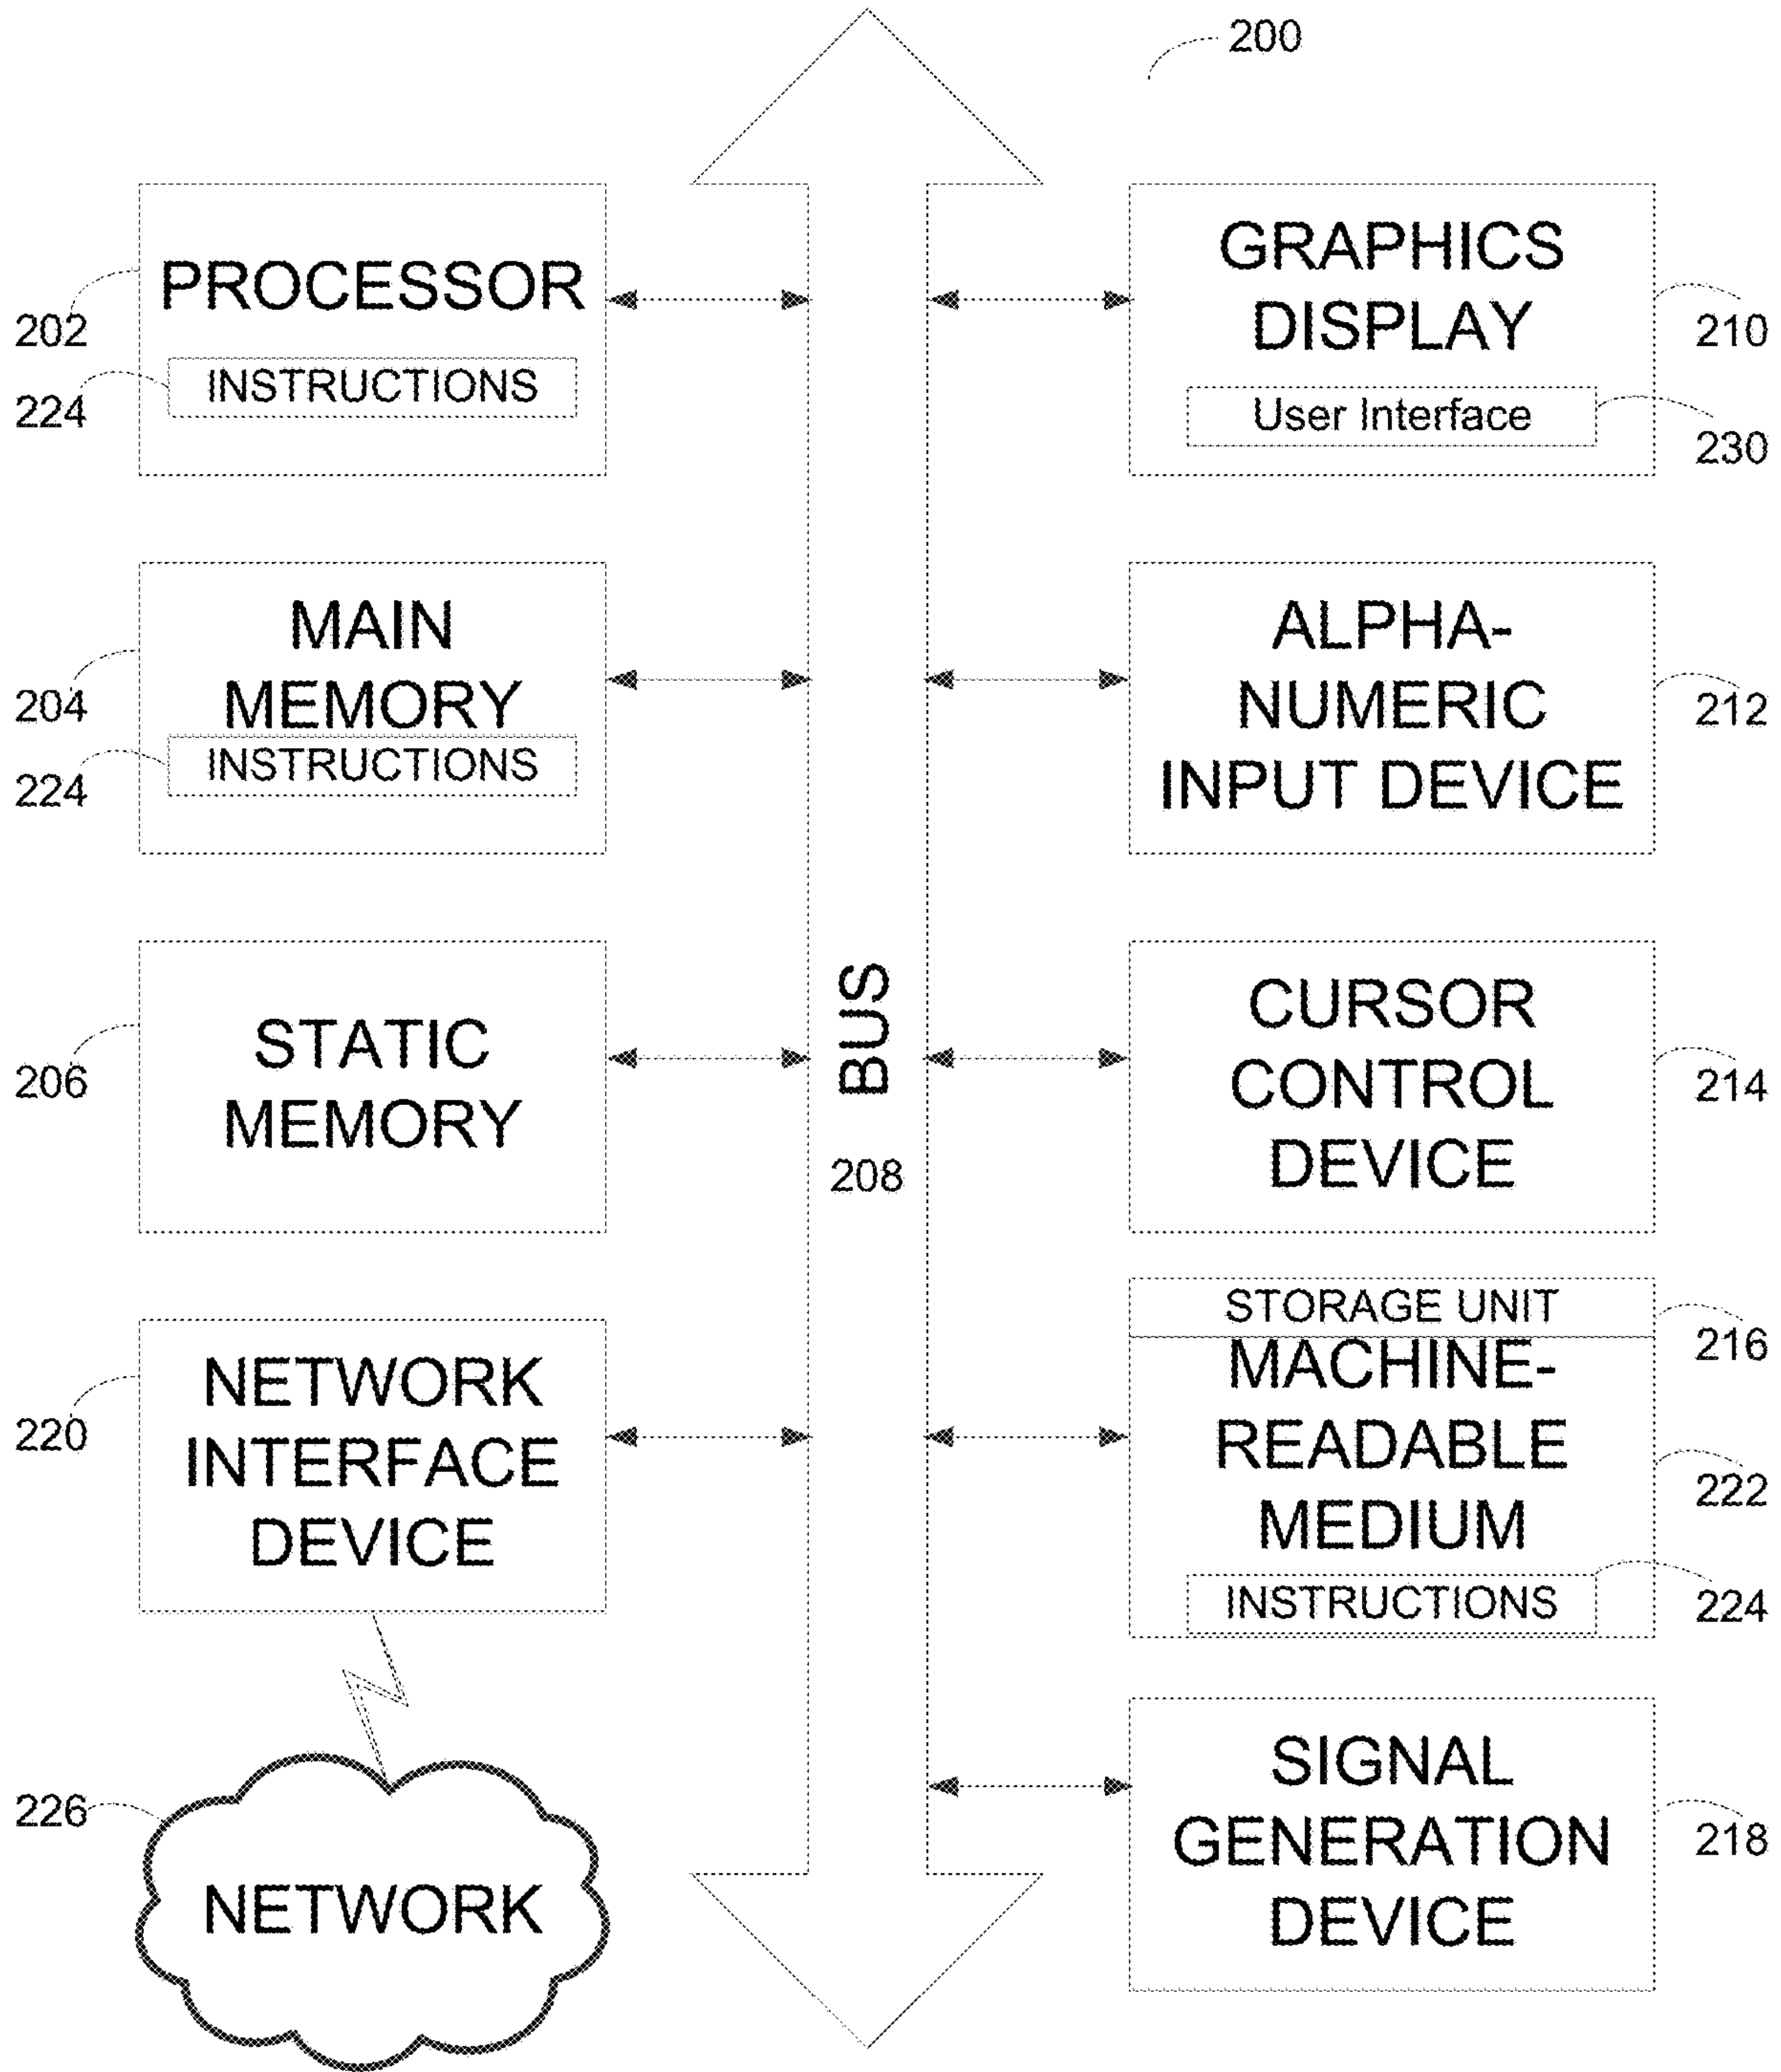 200
PROCESSOR
202
INSTRUCTIONS
224
MAIN
MEMORY
204
INSTRUCTIONS
224
STATIC
MEMORY
206
NETWORK
INTERFACE
DEVICE
220
226
NETWORK
BUS
208
GRAPHICS
DISPLAY
210
User Interface
230
ALPHA-
NUMERIC
INPUT DEVICE
212
CURSOR
CONTROL
DEVICE
214
STORAGE UNIT
216
MACHINE-
READABLE
MEDIUM
222
INSTRUCTIONS
224
SIGNAL
GENERATION
DEVICE
218